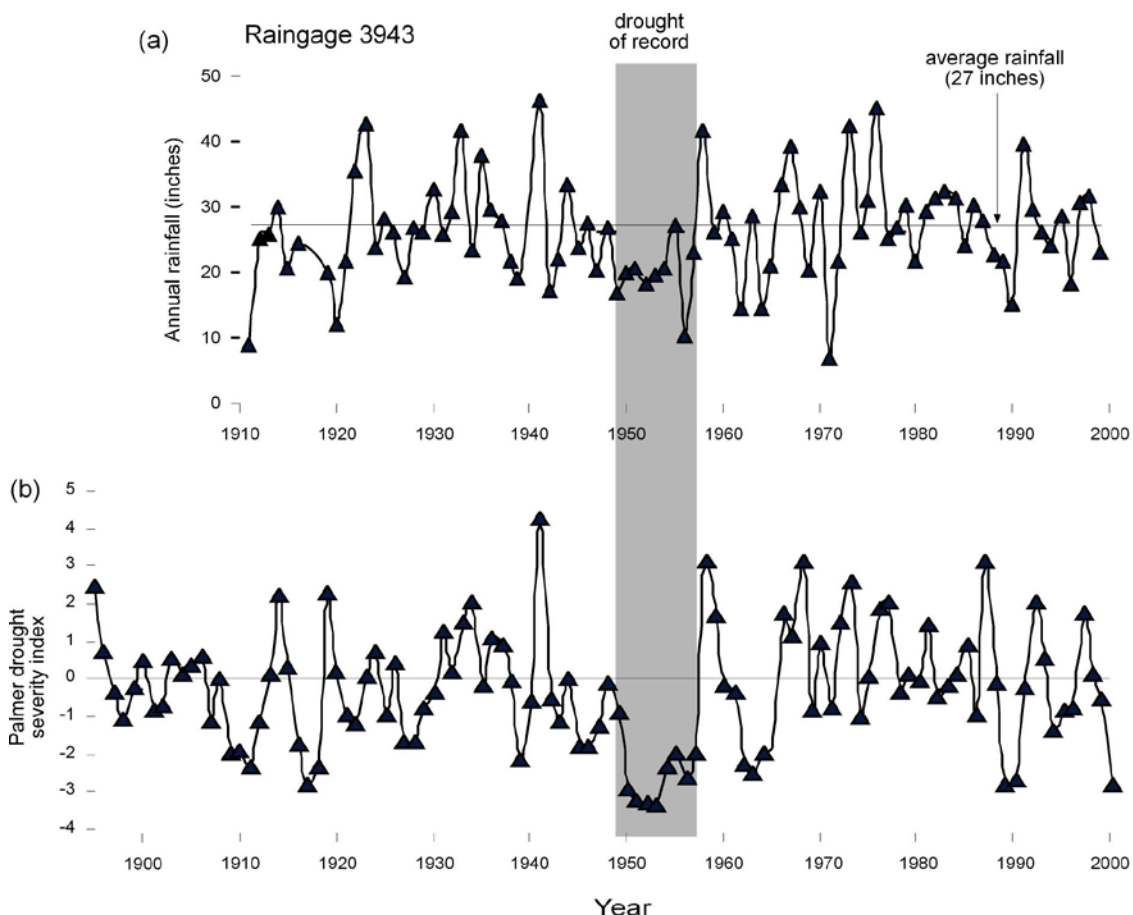 (a)
Raingage 3943
drought
of record
average rainfall
(27 inches)
Annual rainfall (inches)
50
40
30
20
10
0
1910 1920 1930 1940 1950 1960 1970 1980 1990 2000
(b)
Palmer drought
severity index
5
4
3
2
1
0
-1
-2
-3
-4
1900 1910 1920 1930 1940 1950 1960 1970 1980 1990 2000
Year